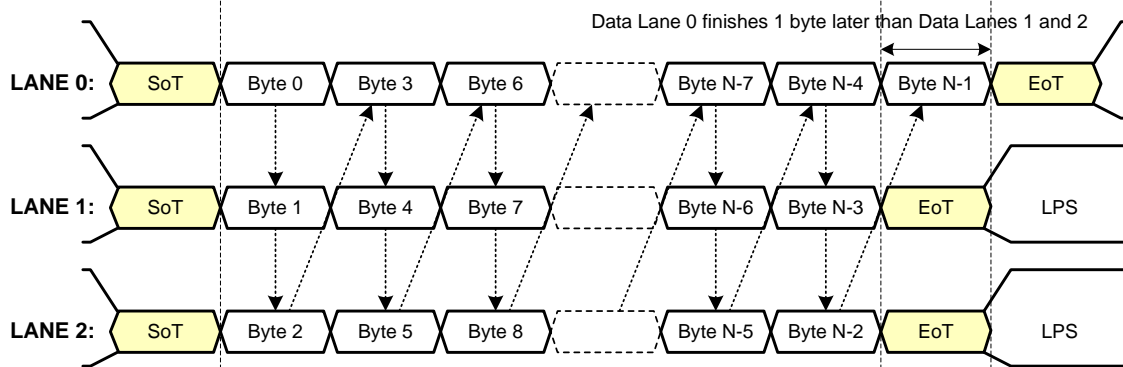 Data Lane 0 finishes 1 byte later than Data Lanes 1 and 2
LANE 0: SoT Byte 0 Byte 3 Byte 6 Byte N-7 Byte N-4 Byte N-1 EoT
LANE 1: SoT Byte 1 Byte 4 Byte 7 Byte N-6 Byte N-3 EoT LPS
LANE 2: SoT Byte 2 Byte 5 Byte 8 Byte N-5 Byte N-2 EoT LPS